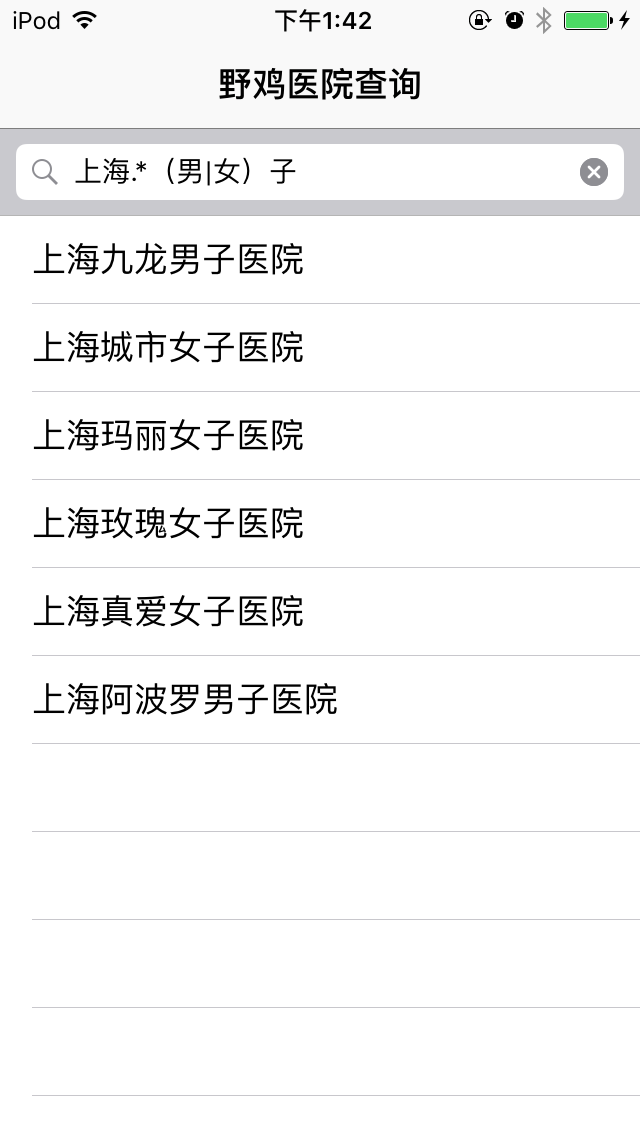 iPod 下午1:42
野鸡医院查询
上海.*（男|女）子
上海九龙男子医院
上海城市女子医院
上海玛丽女子医院
上海玫瑰女子医院
上海真爱女子医院
上海阿波罗男子医院